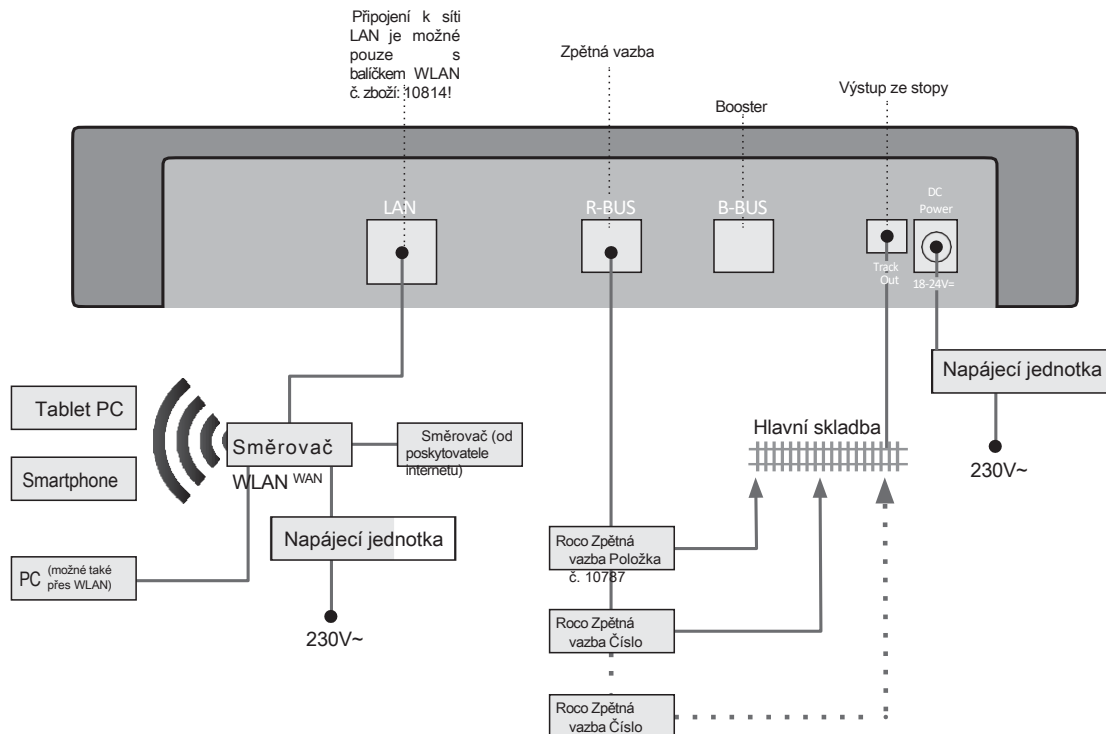 Připojení k síti
LAN je možné
pouze s
balíčkem WLAN
č. zboží: 10814!
Zpětná vazba
Booster
Výstup ze stopy
LAN
R-BUS
B-BUS
DC
Power
Track
Out
18-24V=
Napájecí jednotka
230V~
Tablet PC
Smartphone
PC (možné také
přes WLAN)
Směrovač
WLAN WAN
Směrovač (od
poskytovatele
internetu)
Napájecí jednotka
230V~
Hlavní skladba
Roco Zpětná
vazba Položka
č. 10787
Roco Zpětná
vazba Číslo
Roco Zpětná
vazba Číslo